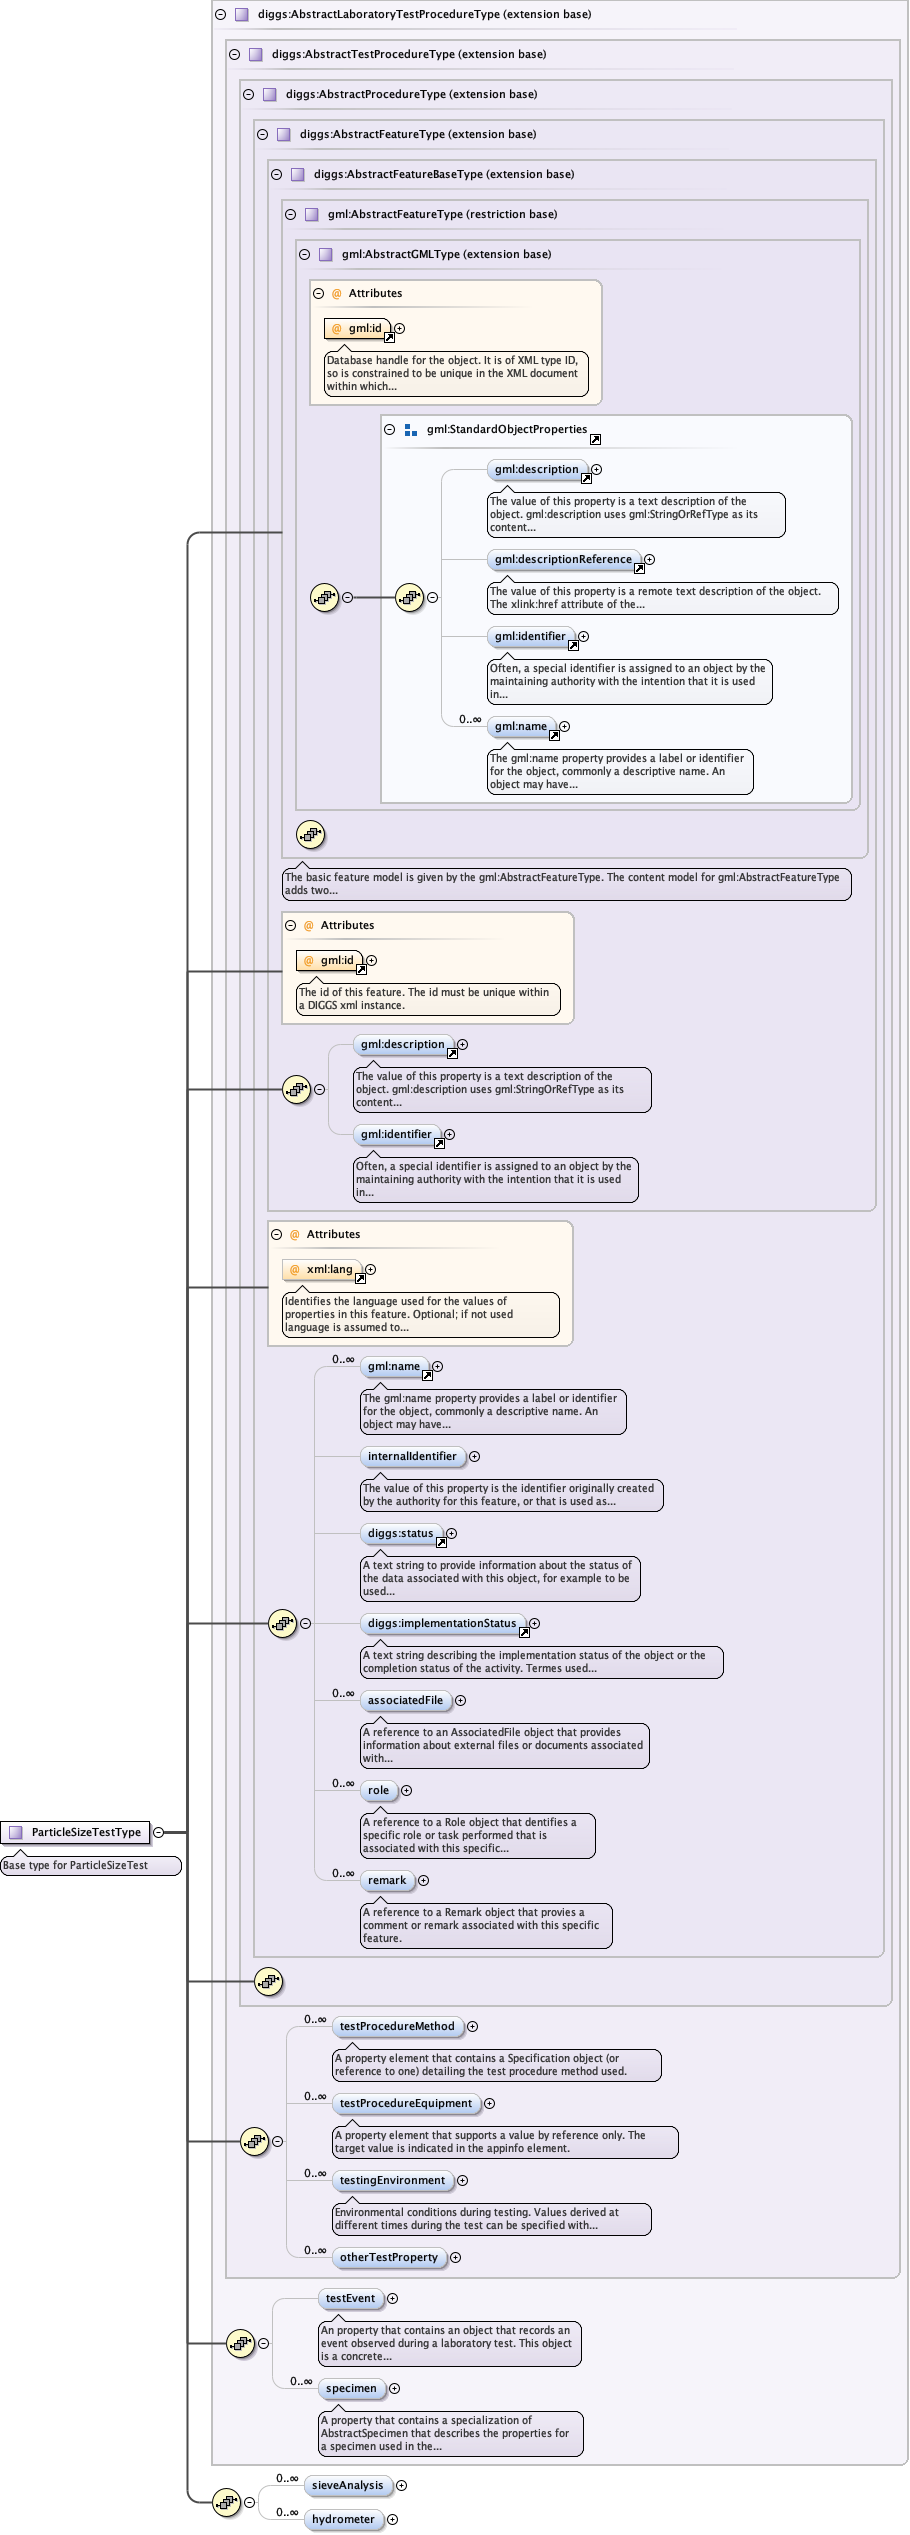 diggs:AbstractLaboratoryTestProcedureType (extension base)
diggs:AbstractTestProcedureType (extension base)
diggs:AbstractProcedureType (extension base)
diggs:AbstractFeatureType (extension base)
diggs:AbstractFeatureBaseType (extension base)
gml:AbstractFeatureType (restriction base)
gml:AbstractGMLType (extension base)
@ Attributes
@ gml:id
Database handle for the object. It is of XML type ID,
so is constrained to be unique in the XML document
within which...
gml:StandardObjectProperties
gml:description
The value of this property is a text description of the
object. gml:description uses gml:StringOrRefType as its
content...
gml:descriptionReference
The value of this property is a remote text description of the object.
The xlink:href attribute of the...
gml:identifier
Often, a special identifier is assigned to an object by the
maintaining authority with the intention that it is used
in...
0..∞
gml:name
The gml:name property provides a label or identifier
for the object, commonly a descriptive name. An
object may have...
The basic feature model is given by the gml:AbstractFeatureType. The content model for gml:AbstractFeatureType
adds two...
@ Attributes
@ gml:id
The id of this feature. The id must be unique within
a DIGGS xml instance.
gml:description
The value of this property is a text description of the
object. gml:description uses gml:StringOrRefType as its
content...
gml:identifier
Often, a special identifier is assigned to an object by the
maintaining authority with the intention that it is used
in...
@ Attributes
@ xml:lang
Identifies the language used for the values of
properties in this feature. Optional; if not used
language is assumed to...
0..∞
gml:name
The gml:name property provides a label or identifier
for the object, commonly a descriptive name. An
object may have...
internalIdentifier
The value of this property is the identifier originally created
by the authority for this feature, or that is used as...
diggs:status
A text string to provide information about the status of
the data associated with this object, for example to be
used...
diggs:implementationStatus
A text string describing the implementation status of the object or the
completion status of the activity. Termes used...
0..∞
associatedFile
A reference to an AssociatedFile object that provides
information about external files or documents associated
with...
0..∞
role
A reference to a Role object that dentifies a
specific role or task performed that is
associated with this specific...
ParticleSizeTestType
Base type for ParticleSizeTest
0..∞
remark
A reference to a Remark object that provies a
comment or remark associated with this specific
feature.
0..∞
testProcedureMethod
A property element that contains a Specification object (or
reference to one) detailing the test procedure method used.
0..∞
testProcedureEquipment
A property element that supports a value by reference only. The
target value is indicated in the appinfo element.
0..∞
testingEnvironment
Environmental conditions during testing. Values derived at
different times during the test can be specified with...
0..∞
otherTestProperty
testEvent
An property that contains an object that records an
event observed during a laboratory test. This object
is a concrete...
0..∞
specimen
A property that contains a specialization of
AbstractSpecimen that describes the properties for
a specimen used in the...
0..∞
sieveAnalysis
0..∞
hydrometer